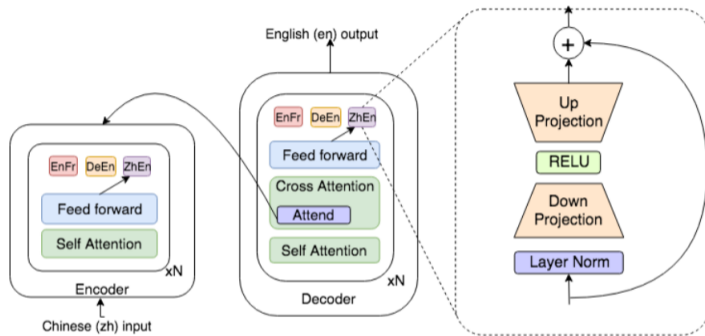 English (en) output
EnFr DeEn ZhEn
Feed forward
Cross Attention
Attend
Self Attention
xN
Decoder
EnFr DeEn ZhEn
Feed forward
Self Attention
xN
Encoder
Chinese (zh) input
+
Up
Projection
RELU
Down
Projection
Layer Norm